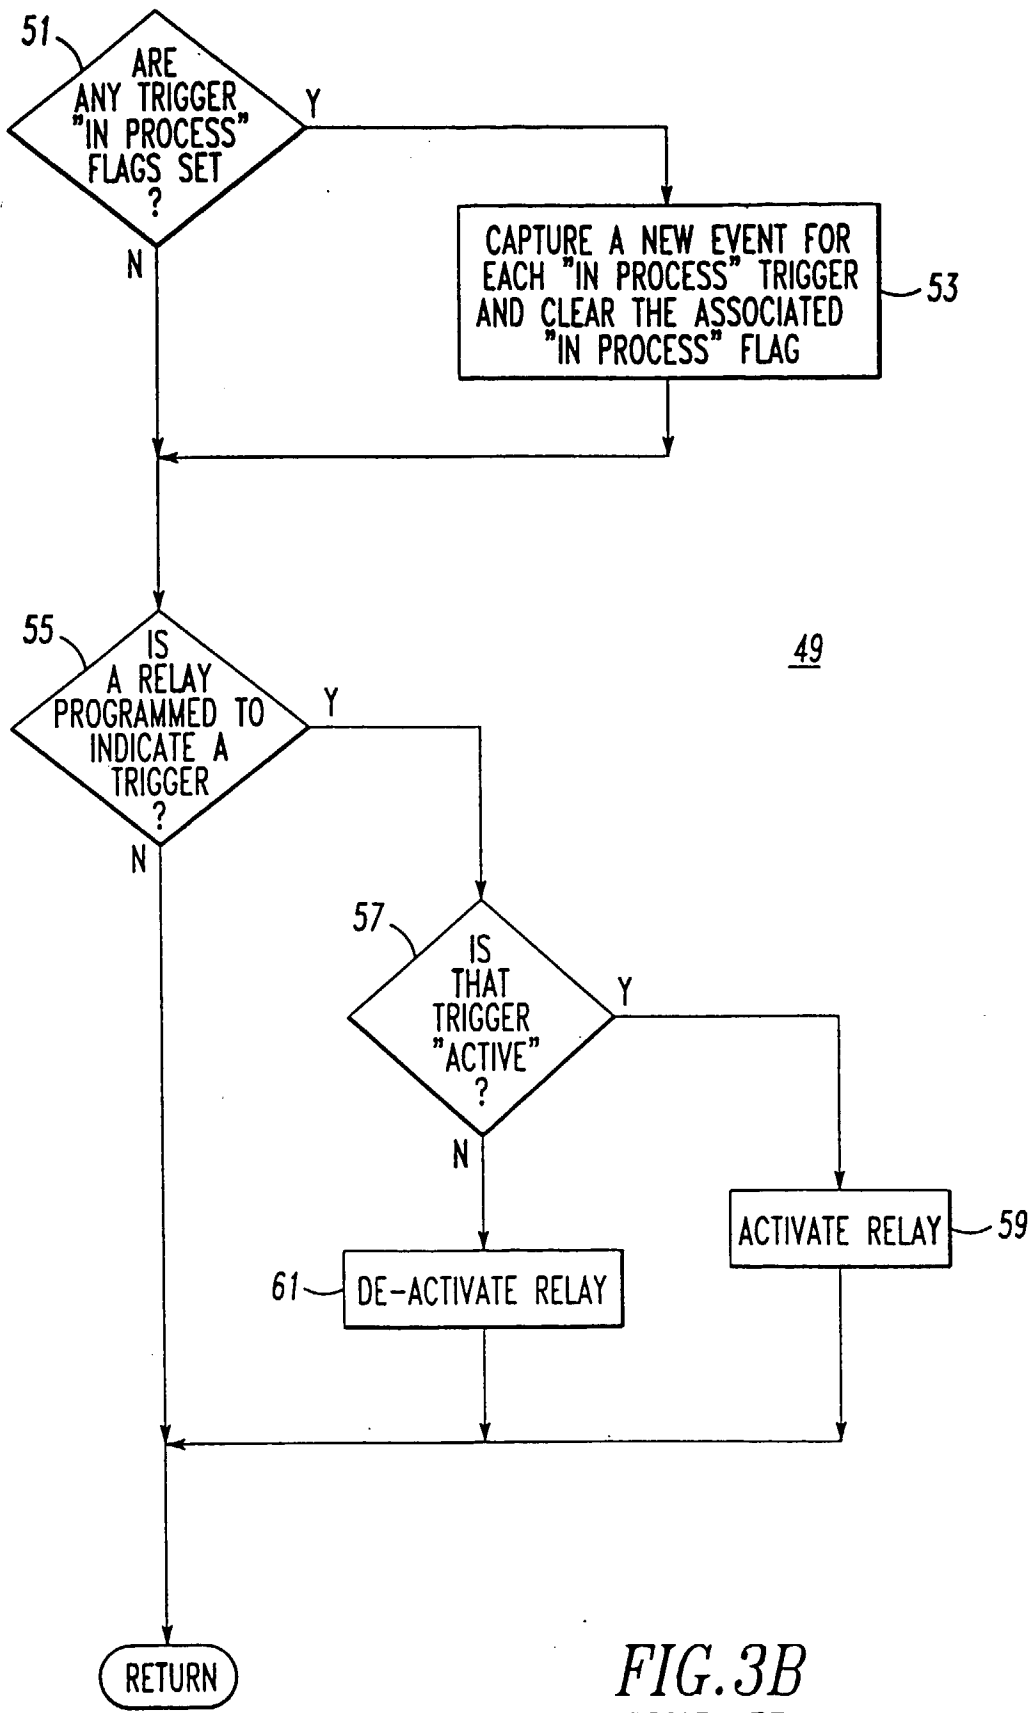 51
ARE
ANY TRIGGER
"IN PROCESS"
FLAGS SET
?
Y
N
CAPTURE A NEW EVENT FOR
EACH "IN PROCESS" TRIGGER
AND CLEAR THE ASSOCIATED
"IN PROCESS" FLAG
53
49
55
IS
A RELAY
PROGRAMMED TO
INDICATE A
TRIGGER
?
Y
N
57
IS
THAT
TRIGGER
"ACTIVE"
?
Y
N
ACTIVATE RELAY
59
61
DE-ACTIVATE RELAY
RETURN
FIG.3B